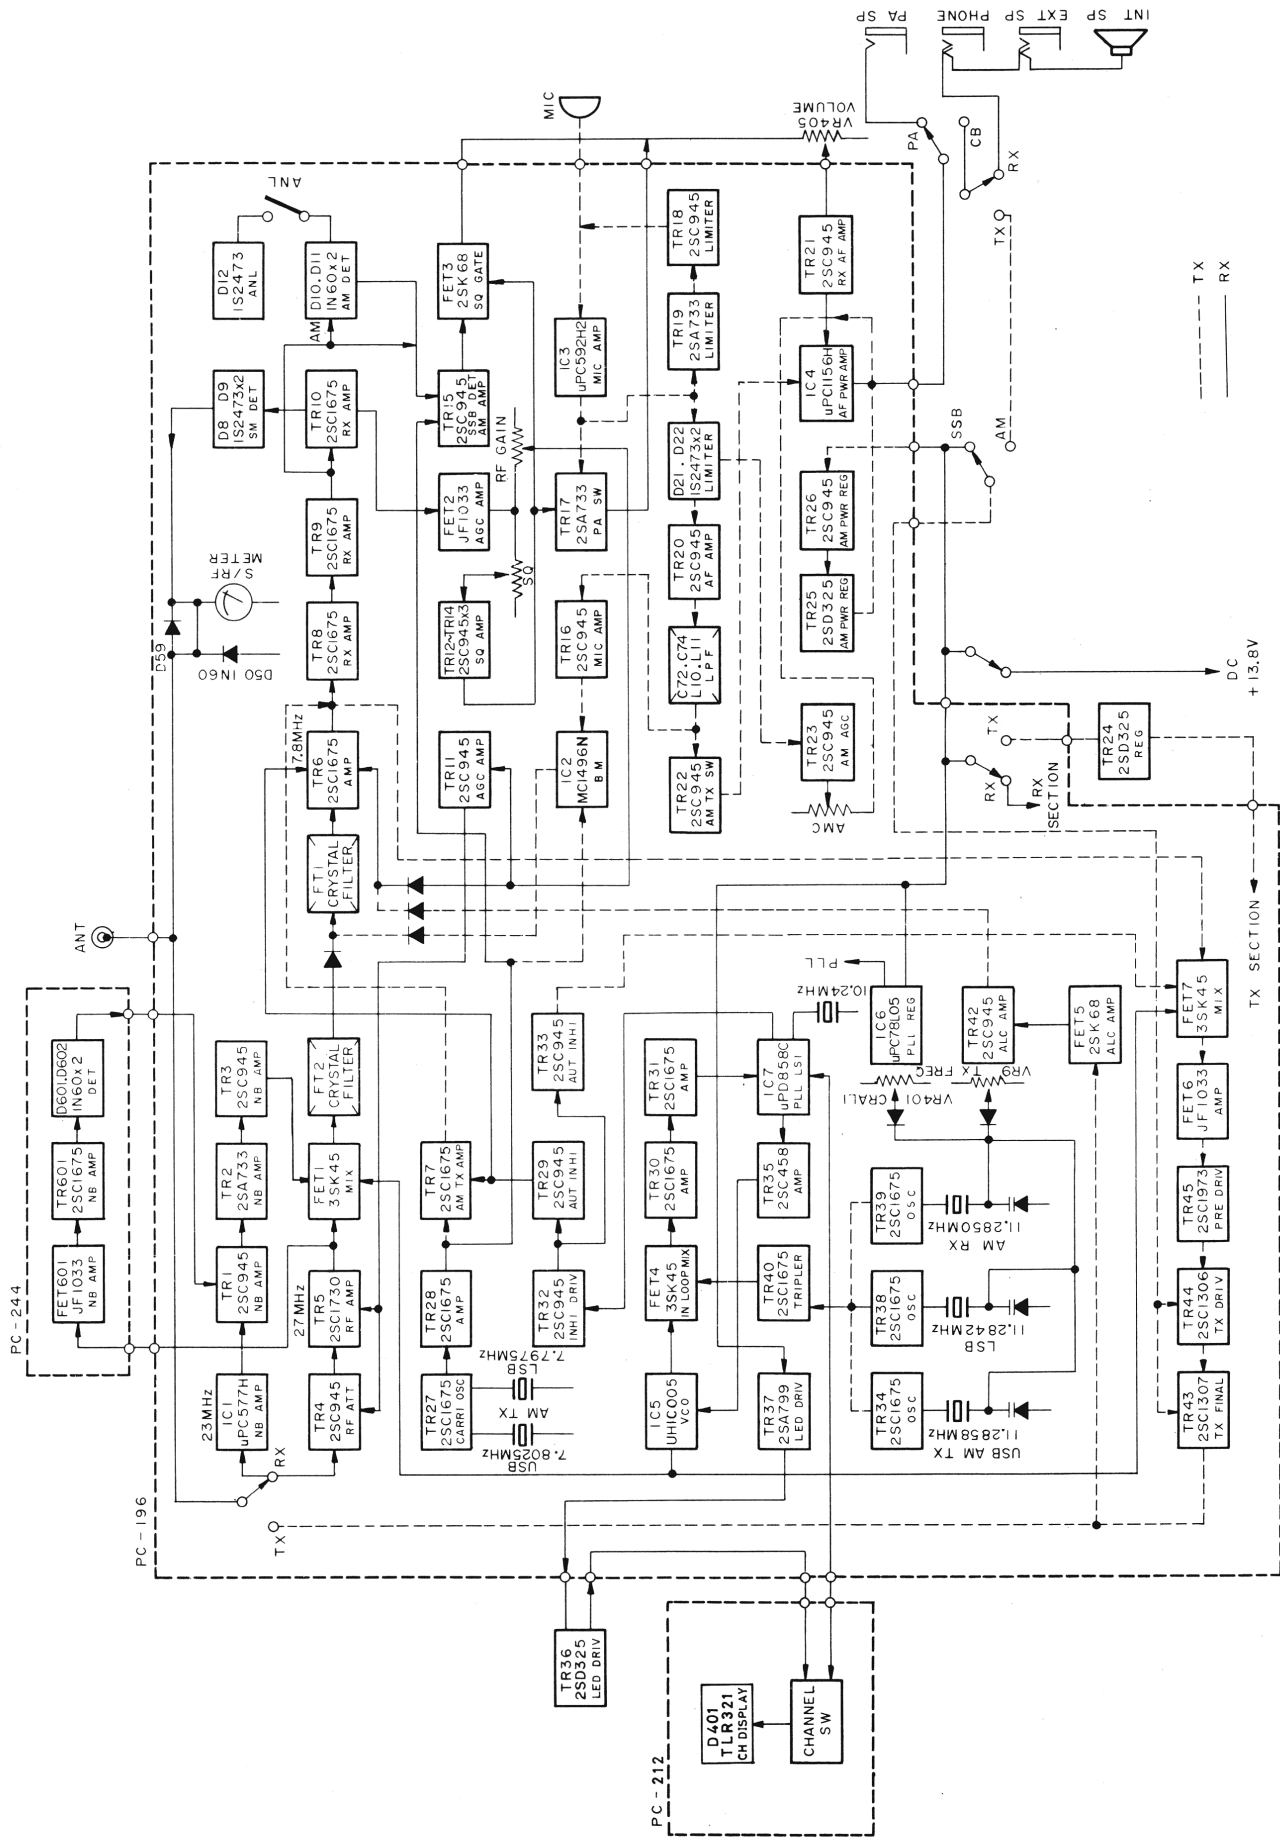 PC-244
FET601
JF1033
NB AMP
TR601
2SC1675
NB AMP
D601.D602
IN60x2
DET
ANT
PC-196
TX
RX
23MHz
IC1
uPC577H
NB AMP
TR1
2SC945
NB AMP
TR2
2SA733
NB AMP
TR3
2SC945
NB AMP
TR4
2SC945
RF ATT
27MHz
TR5
2SC1730
RF AMP
FET1
3SK45
MIX
FT2
CRYSTAL
FILTER
FT1
CRYSTAL
FILTER
7.8MHz
TR6
2SC1675
AMP
TR8
2SC1675
RX AMP
TR9
2SC1675
RX AMP
TR10
2SC1675
RX AMP
AM
D10.D11
IN60x2
AM DET
D12
1S2473
ANL
ANL
D8 D9
1S2473x2
SM DET
D59
D50 IN60
S/RF
METER
TR27
2SC1675
CARRI OSC
USB
7.8025MHz
AM TX
LSB
7.7975MHz
TR28
2SC1675
AMP
TR7
2SC1675
AM TX AMP
TR11
2SC945
AGC AMP
TR12~TR14
2SC945x3
SQ AMP
SQ
FET2
JF1033
AGC AMP
RF GAIN
TR15
2SC945
SSB DET
AM AMP
FET3
2SK68
SQ GATE
TR32
2SC945
INHI DRIV
TR29
2SC945
AUT INHI
TR33
2SC945
AUT INHI
IC2
MC1496N
BM
TR16
2SC945
MIC AMP
TR17
2SA733
PA SW
IC3
uPC592H2
MIC AMP
MIC
IC5
UHIC005
VCO
FET4
3SK45
IN LOOPMIX
TR30
2SC1675
AMP
TR31
2SC1675
AMP
TR22
2SC945
AM TX SW
C72.C74
L10.L11
LPF
TR20
2SC945
AF AMP
D21.D22
1S2473x2
LIMITER
TR19
2SA733
LIMITER
TR18
2SC945
LIMITER
TR37
2SA799
LED DRIV
TR40
2SC1675
TRIPLER
TR35
2SC458
AMP
IC7
uPD858C
PLL LSI
10.24MHz
AMC
TR23
2SC945
AM AGC
TR25
2SD325
AM PWR REG
TR26
2SC945
AM PWR REG
IC4
uPC1156H
AF PWR AMP
TR21
2SC945
RX AF AMP
VR405
VOLUME
TR34
2SC1675
OSC
USB AM TX
11.2858MHz
TR38
2SC1675
OSC
LSB
11.2842MHz
TR39
2SC1675
OSC
AM RX
11.2850MHz
VR401 CRALI
VR9 TX FREC
IC6
uPC78L05
PLL REG
PLL
TR42
2SC945
ALC AMP
FET5
2SK68
ALC AMP
TR43
2SC1307
TX FINAL
TR44
2SC1306
TX DRIV
TR45
2SC1973
PRE DRIV
FET6
JF1033
AMP
FET7
3SK45
MIX
TX SECTION
TR24
2SD325
REG
RX
TX
RX
SECTION
DC
+13.8V
SSB
AM
TX
RX
CB
PA
PA SP
PHONE
EXT SP
INT SP
TX
RX
TR36
2SD325
LED DRIV
PC-212
D401
TLR321
CH DISPLAY
CHANNEL
SW